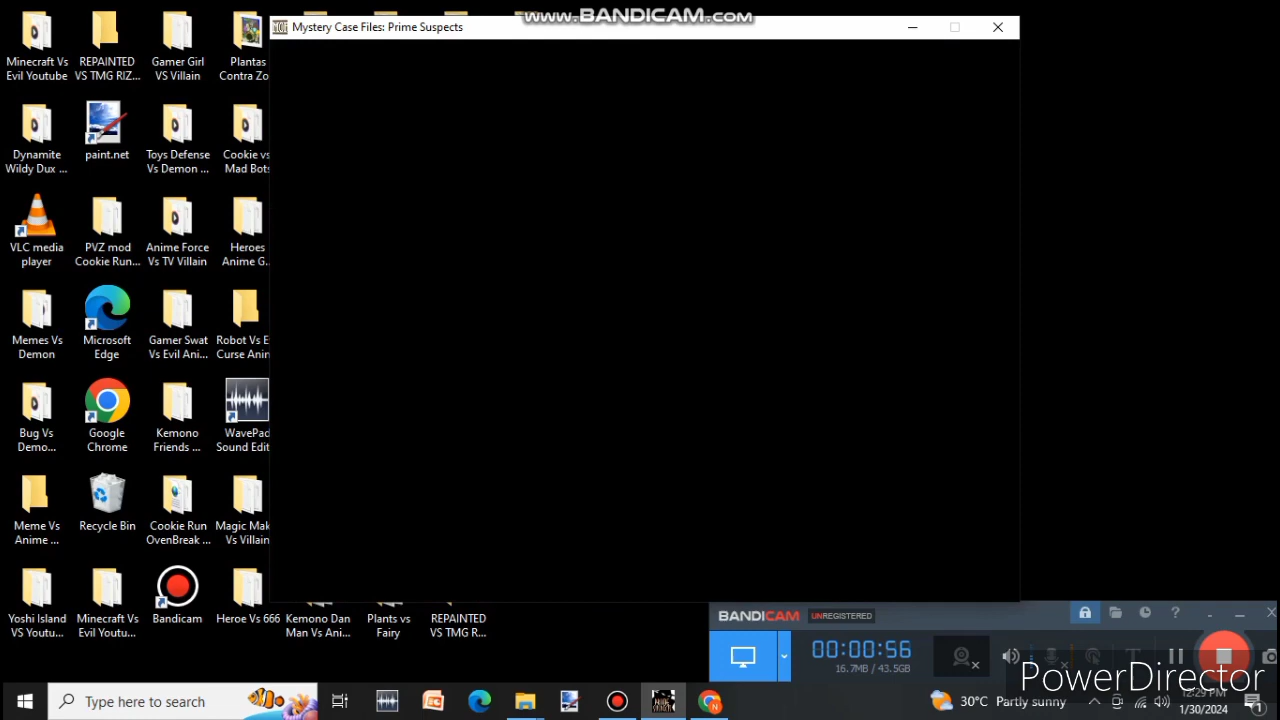 www.BANDICAM.com
Mystery Case Files: Prime Suspects
Minecraft Vs
Evil Youtube
REPAINTED
VS TMG RIZ...
Gamer Girl
VS Villain
Plantas
Contra Zo
Dynamite
Wildy Dux ...
paint.net
Toys Defense
Vs Demon ...
Cookie vs
Mad Bots
VLC media
player
PVZ mod
Cookie Run...
Anime Force
Vs TV Villain
Heroes
Anime G...
Memes Vs
Demon
Microsoft
Edge
Gamer Swat
Vs Evil Ani...
Robot Vs E
Curse Anin
Bug Vs
Demo...
Google
Chrome
Kemono
Friends ...
WavePad
Sound Edit
Meme Vs
Anime ...
Recycle Bin
Cookie Run
OvenBreak ...
Magic Mak
Vs Villain
Yoshi Island
VS Youtu...
Minecraft Vs
Evil Youtu...
Bandicam
Heroe Vs 666
Kemono Dan
Man Vs Ani...
Plants vs
Fairy
REPAINTED
VS TMG R...
BANDICAM UNREGISTERED
00:00:56
16.7MB / 43.5GB
PowerDirector
Type here to search
30°C Partly sunny
12:29 PM
1/30/2024